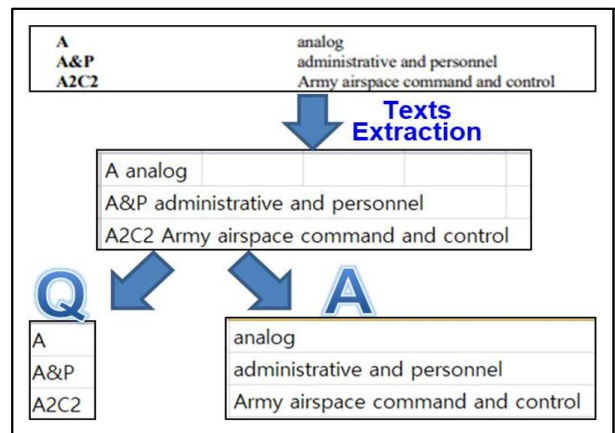 A analog
A&P administrative and personnel
A2C2 Army airspace command and control
Texts
Extraction
A analog
A&P administrative and personnel
A2C2 Army airspace command and control
Q A
A analog
A&P administrative and personnel
A2C2 Army airspace command and control